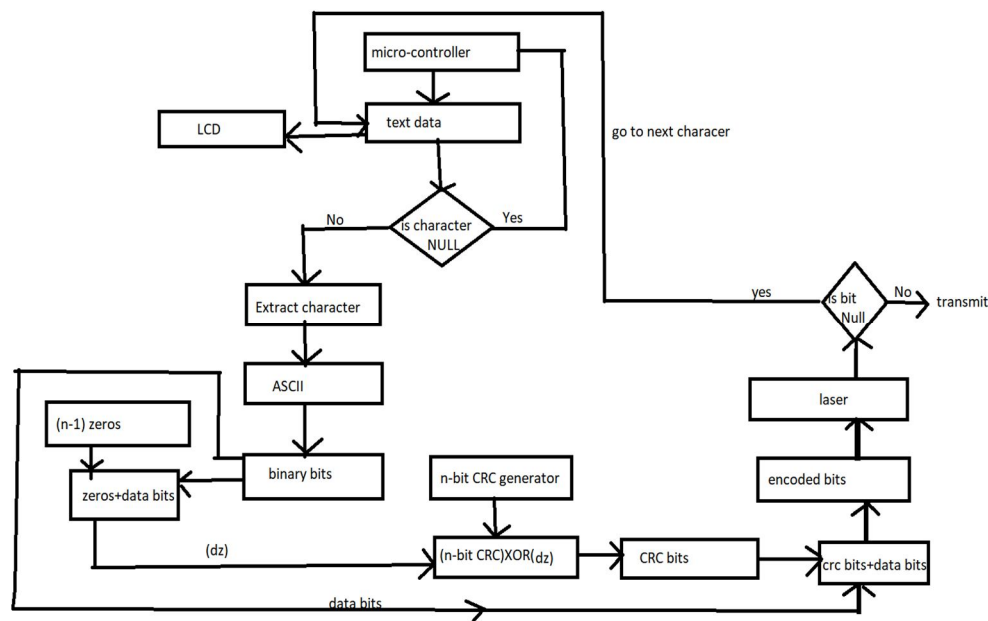 micro-controller
text data
LCD
go to next characer
is character
NULL
No
Yes
Extract character
ASCII
(n-1) zeros
binary bits
zeros+data bits
(dz)
n-bit CRC generator
(n-bit CRC)XOR(dz)
CRC bits
crc bits+data bits
data bits
encoded bits
laser
is bit
Null
yes
No
transmit